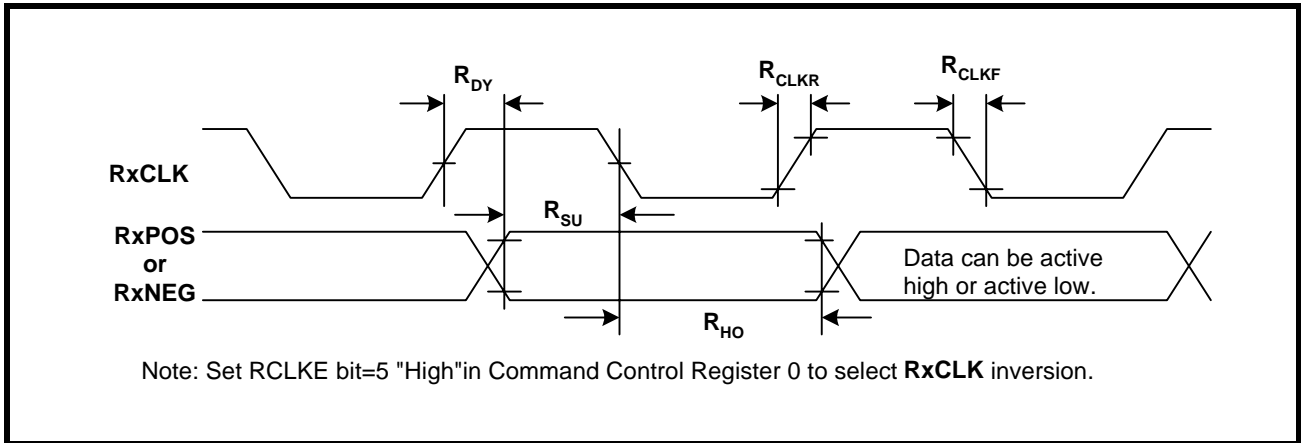 R_DY
R_CLKR
R_CLKF
RxCLK
R_SU
RxPOS
or
RxNEG
Data can be active
high or active low.
R_HO
Note: Set RCLKE bit=5 "High"in Command Control Register 0 to select RxCLK inversion.